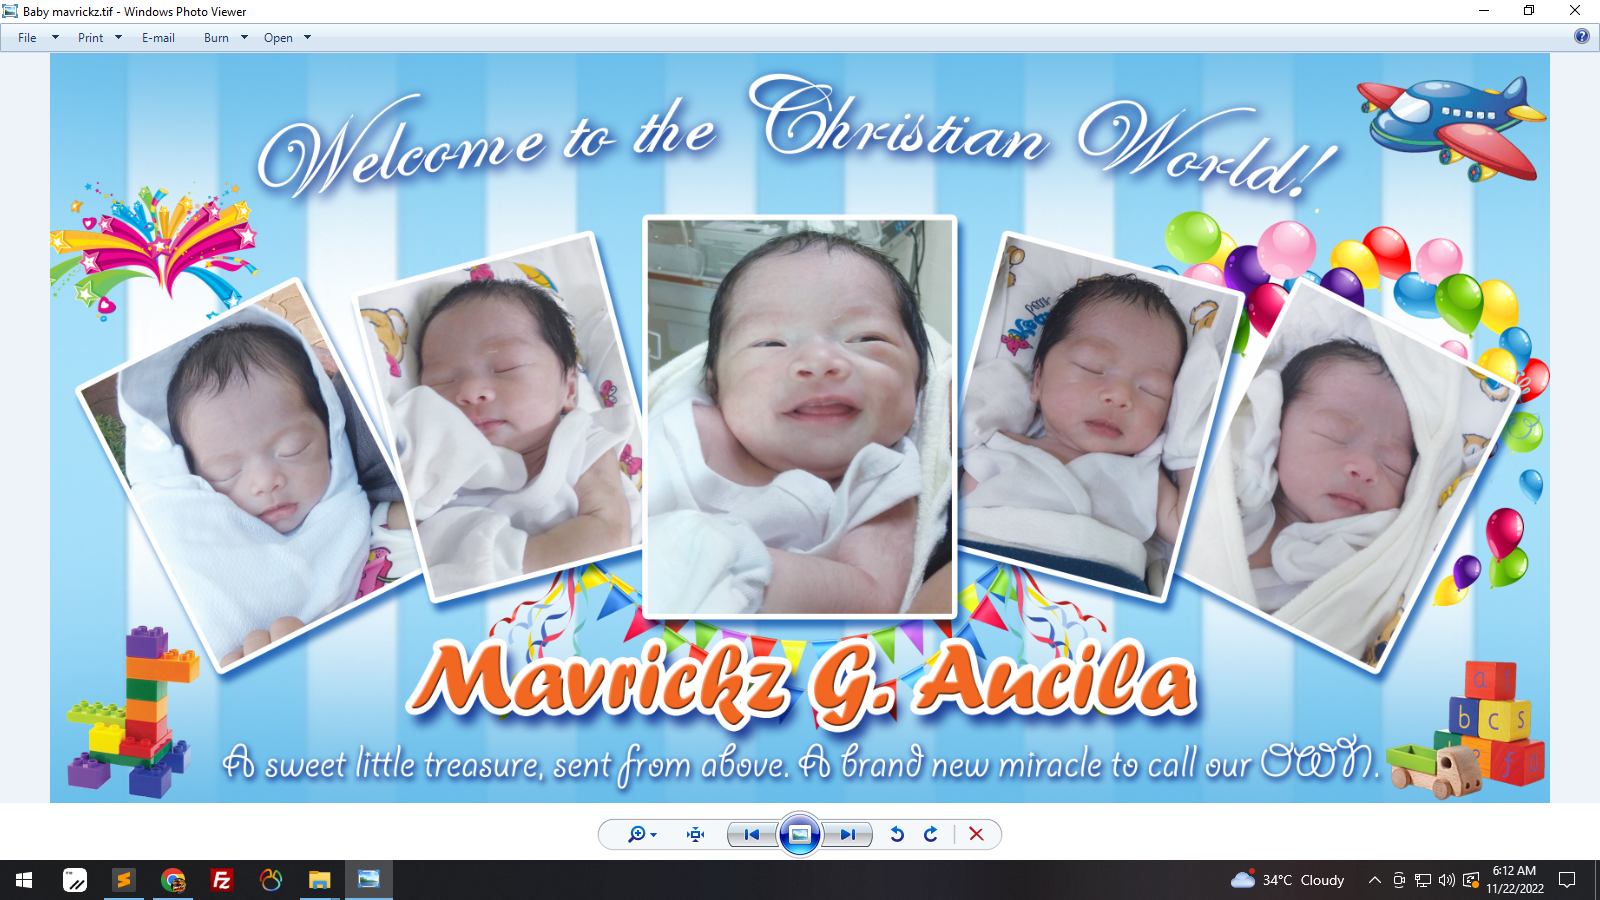 Baby mavrickz.tif - Windows Photo Viewer
File Print E-mail Burn Open
Welcome to the Christian World!
Mavrickz G. Aucila
A sweet little treasure, sent from above. A brand new miracle to call our OWN.
a
b c s
34°C Cloudy
6:12 AM
11/22/2022